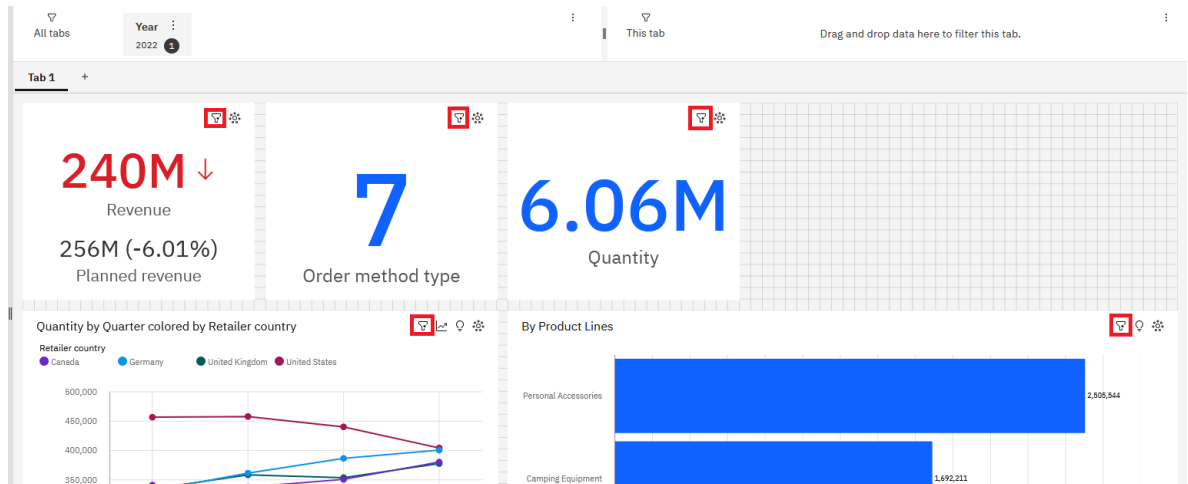 All tabs
Year
2022 1
This tab
Drag and drop data here to filter this tab.
Tab 1 +
240M ↓
Revenue
256M (-6.01%)
Planned revenue
7
Order method type
6.06M
Quantity
Quantity by Quarter colored by Retailer country
Retailer country
Canada Germany United Kingdom United States
500,000
450,000
400,000
350,000
By Product Lines
Personal Accessories 2,505,544
Camping Equipment 1,692,211